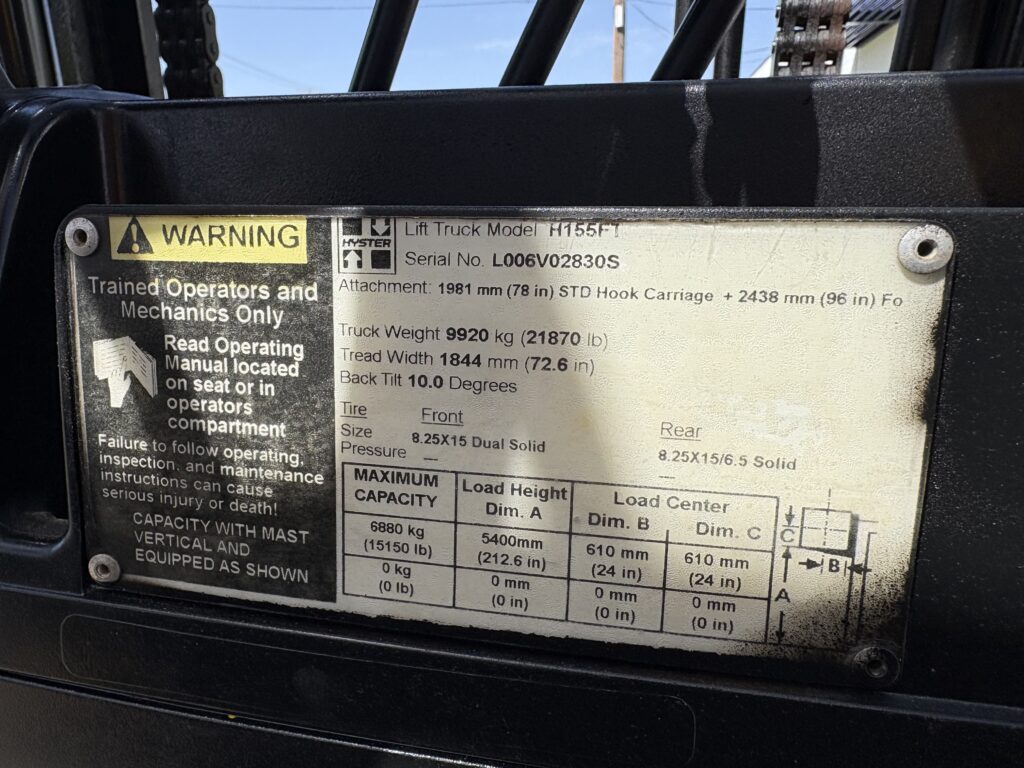 WARNING
Trained Operators and
Mechanics Only
Read Operating
Manual located
on seat or in
operators
compartment
Failure to follow operating,
inspection, and maintenance
instructions can cause
serious injury or death!
CAPACITY WITH MAST
VERTICAL AND
EQUIPPED AS SHOWN
HYSTER
Lift Truck Model H155FT
Serial No. L006V02830S
Attachment: 1981 mm (78 in) STD Hook Carriage + 2438 mm (96 in) Fo
Truck Weight 9920 kg (21870 lb)
Tread Width 1844 mm (72.6 in)
Back Tilt 10.0 Degrees
Tire Front Rear
Size 8.25X15 Dual Solid 8.25X15/6.5 Solid
Pressure — —
MAXIMUM CAPACITY Load Height Dim. A Load Center Dim. B Dim. C
6880 kg (15150 lb) 5400mm (212.6 in) 610 mm (24 in) 610 mm (24 in)
0 kg (0 lb) 0 mm (0 in) 0 mm (0 in) 0 mm (0 in)
C
B
A